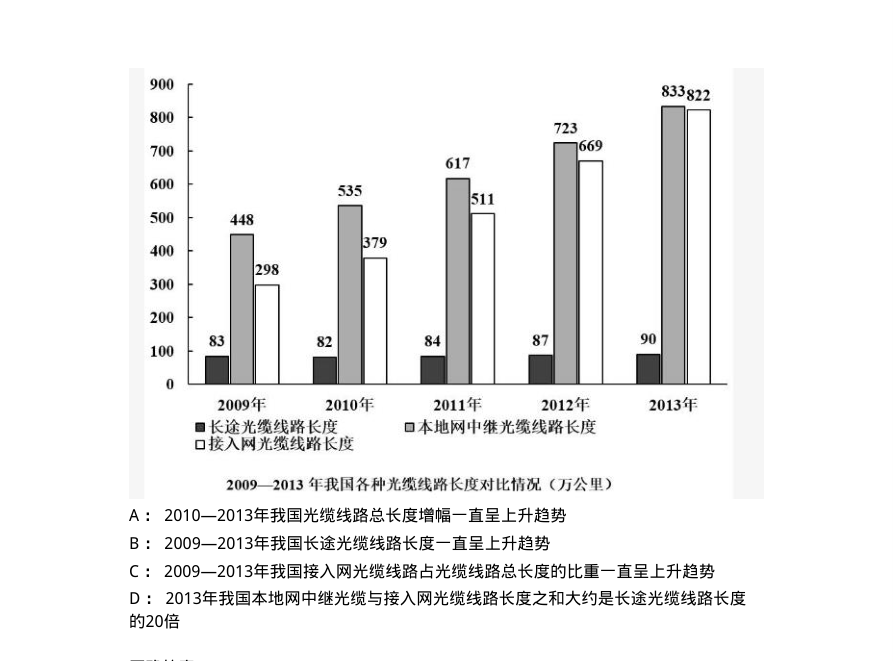 900
800
700
600
500
400
300
200
100
0
83 448 298
82 535 379
84 617 511
87 723 669
90 833 822
2009年 2010年 2011年 2012年 2013年
长途光缆线路长度 本地网中继光缆线路长度
接入网光缆线路长度
2009—2013 年我国各种光缆线路长度对比情况（万公里）
A ： 2010—2013年我国光缆线路总长度增幅一直呈上升趋势
B ： 2009—2013年我国长途光缆线路长度一直呈上升趋势
C ： 2009—2013年我国接入网光缆线路占光缆线路总长度的比重一直呈上升趋势
D ： 2013年我国本地网中继光缆与接入网光缆线路长度之和大约是长途光缆线路长度
的20倍